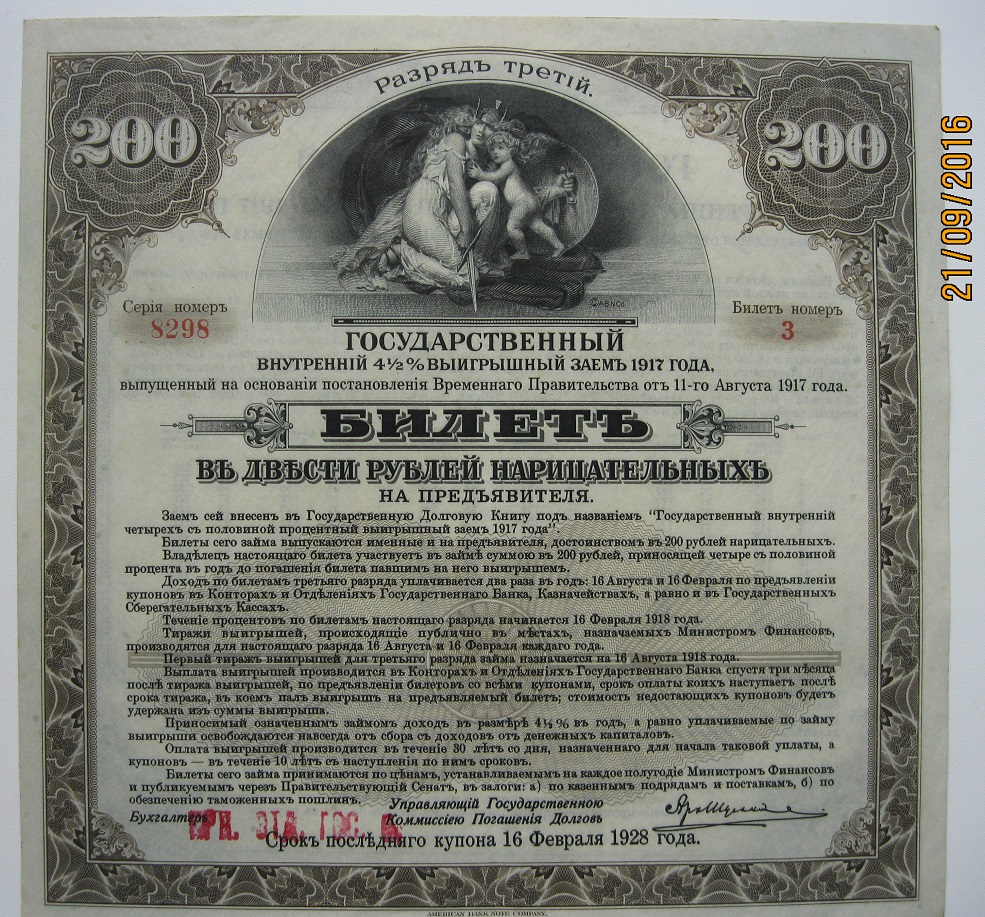 Разрядъ третій.
200
200
21/09/2016
Серія номеръ
8298
Билетъ номеръ
3
ГОСУДАРСТВЕННЫЙ
ВНУТРЕННІЙ 4½% ВЫИГРЫШНЫЙ ЗАЕМЪ 1917 ГОДА,
выпущенный на основаніи постановленія Временнаго Правительства отъ 11-го Августа 1917 года.
БИЛЕТЪ
ВЪ ДВѢСТИ РУБЛЕЙ НАРИЦАТЕЛЬНЫХЪ
НА ПРЕДЪЯВИТЕЛЯ.
Заемъ сей внесенъ въ Государственную Долговую Книгу подъ названіемъ "Государственный внутренній
четырехъ съ половиной процентный выигрышный заемъ 1917 года".
Билеты сего займа выпускаются именные и на предъявителя, достоинствомъ въ 200 рублей нарицательныхъ.
Владѣлецъ настоящаго билета участвуетъ въ займѣ суммою въ 200 рублей, приносящей четыре съ половиной
процента въ годъ до погашенія билета павшимъ на него выигрышемъ.
Доходъ по билетамъ третьяго разряда уплачивается два раза въ годъ: 16 Августа и 16 Февраля по предъявленіи
купоновъ въ Конторахъ и Отдѣленіяхъ Государственнаго Банка, Казначействахъ, а равно и въ Государственныхъ
Сберегательныхъ Кассахъ.
Теченіе процентовъ по билетамъ настоящаго разряда начинается 16 Февраля 1918 года.
Тиражи выигрышей, происходящіе публично въ мѣстахъ, назначаемыхъ Министромъ Финансовъ,
производятся для настоящаго разряда 16 Августа и 16 Февраля каждаго года.
Первый тиражъ выигрышей для третьяго разряда займа назначается на 16 Августа 1918 года.
Выплата выигрышей производится въ Конторахъ и Отдѣленіяхъ Государственнаго Банка спустя три мѣсяца
послѣ тиража выигрышей, по предъявленіи билетовъ со всѣми купонами, срокъ оплаты коихъ наступаетъ послѣ
срока тиража, въ коемъ палъ выигрышъ на предъявляемый билетъ; стоимость недостающихъ купоновъ будетъ
удержана изъ суммы выигрыша.
Приносимый означеннымъ займомъ доходъ въ размѣрѣ 4½% въ годъ, а равно уплачиваемые по займу
выигрыши освобождаются навсегда отъ сбора съ доходовъ отъ денежныхъ капиталовъ.
Оплата выигрышей производится въ теченіе 30 лѣтъ со дня, назначеннаго для начала таковой уплаты, а
купоновъ — въ теченіе 10 лѣтъ съ наступленія по нимъ сроковъ.
Билеты сего займа принимаются по цѣнамъ, устанавливаемымъ на каждое полугодіе Министромъ Финансовъ
и публикуемымъ черезъ Правительствующій Сенатъ, въ залоги: а) по казеннымъ подрядамъ и поставкамъ, б) по
обезпеченію таможенныхъ пошлинъ.
Управляющій Государственною
Коммиссіею Погашенія Долговъ
Бухгалтеръ
Срокъ послѣдняго купона 16 Февраля 1928 года.
AMERICAN BANK NOTE COMPANY.